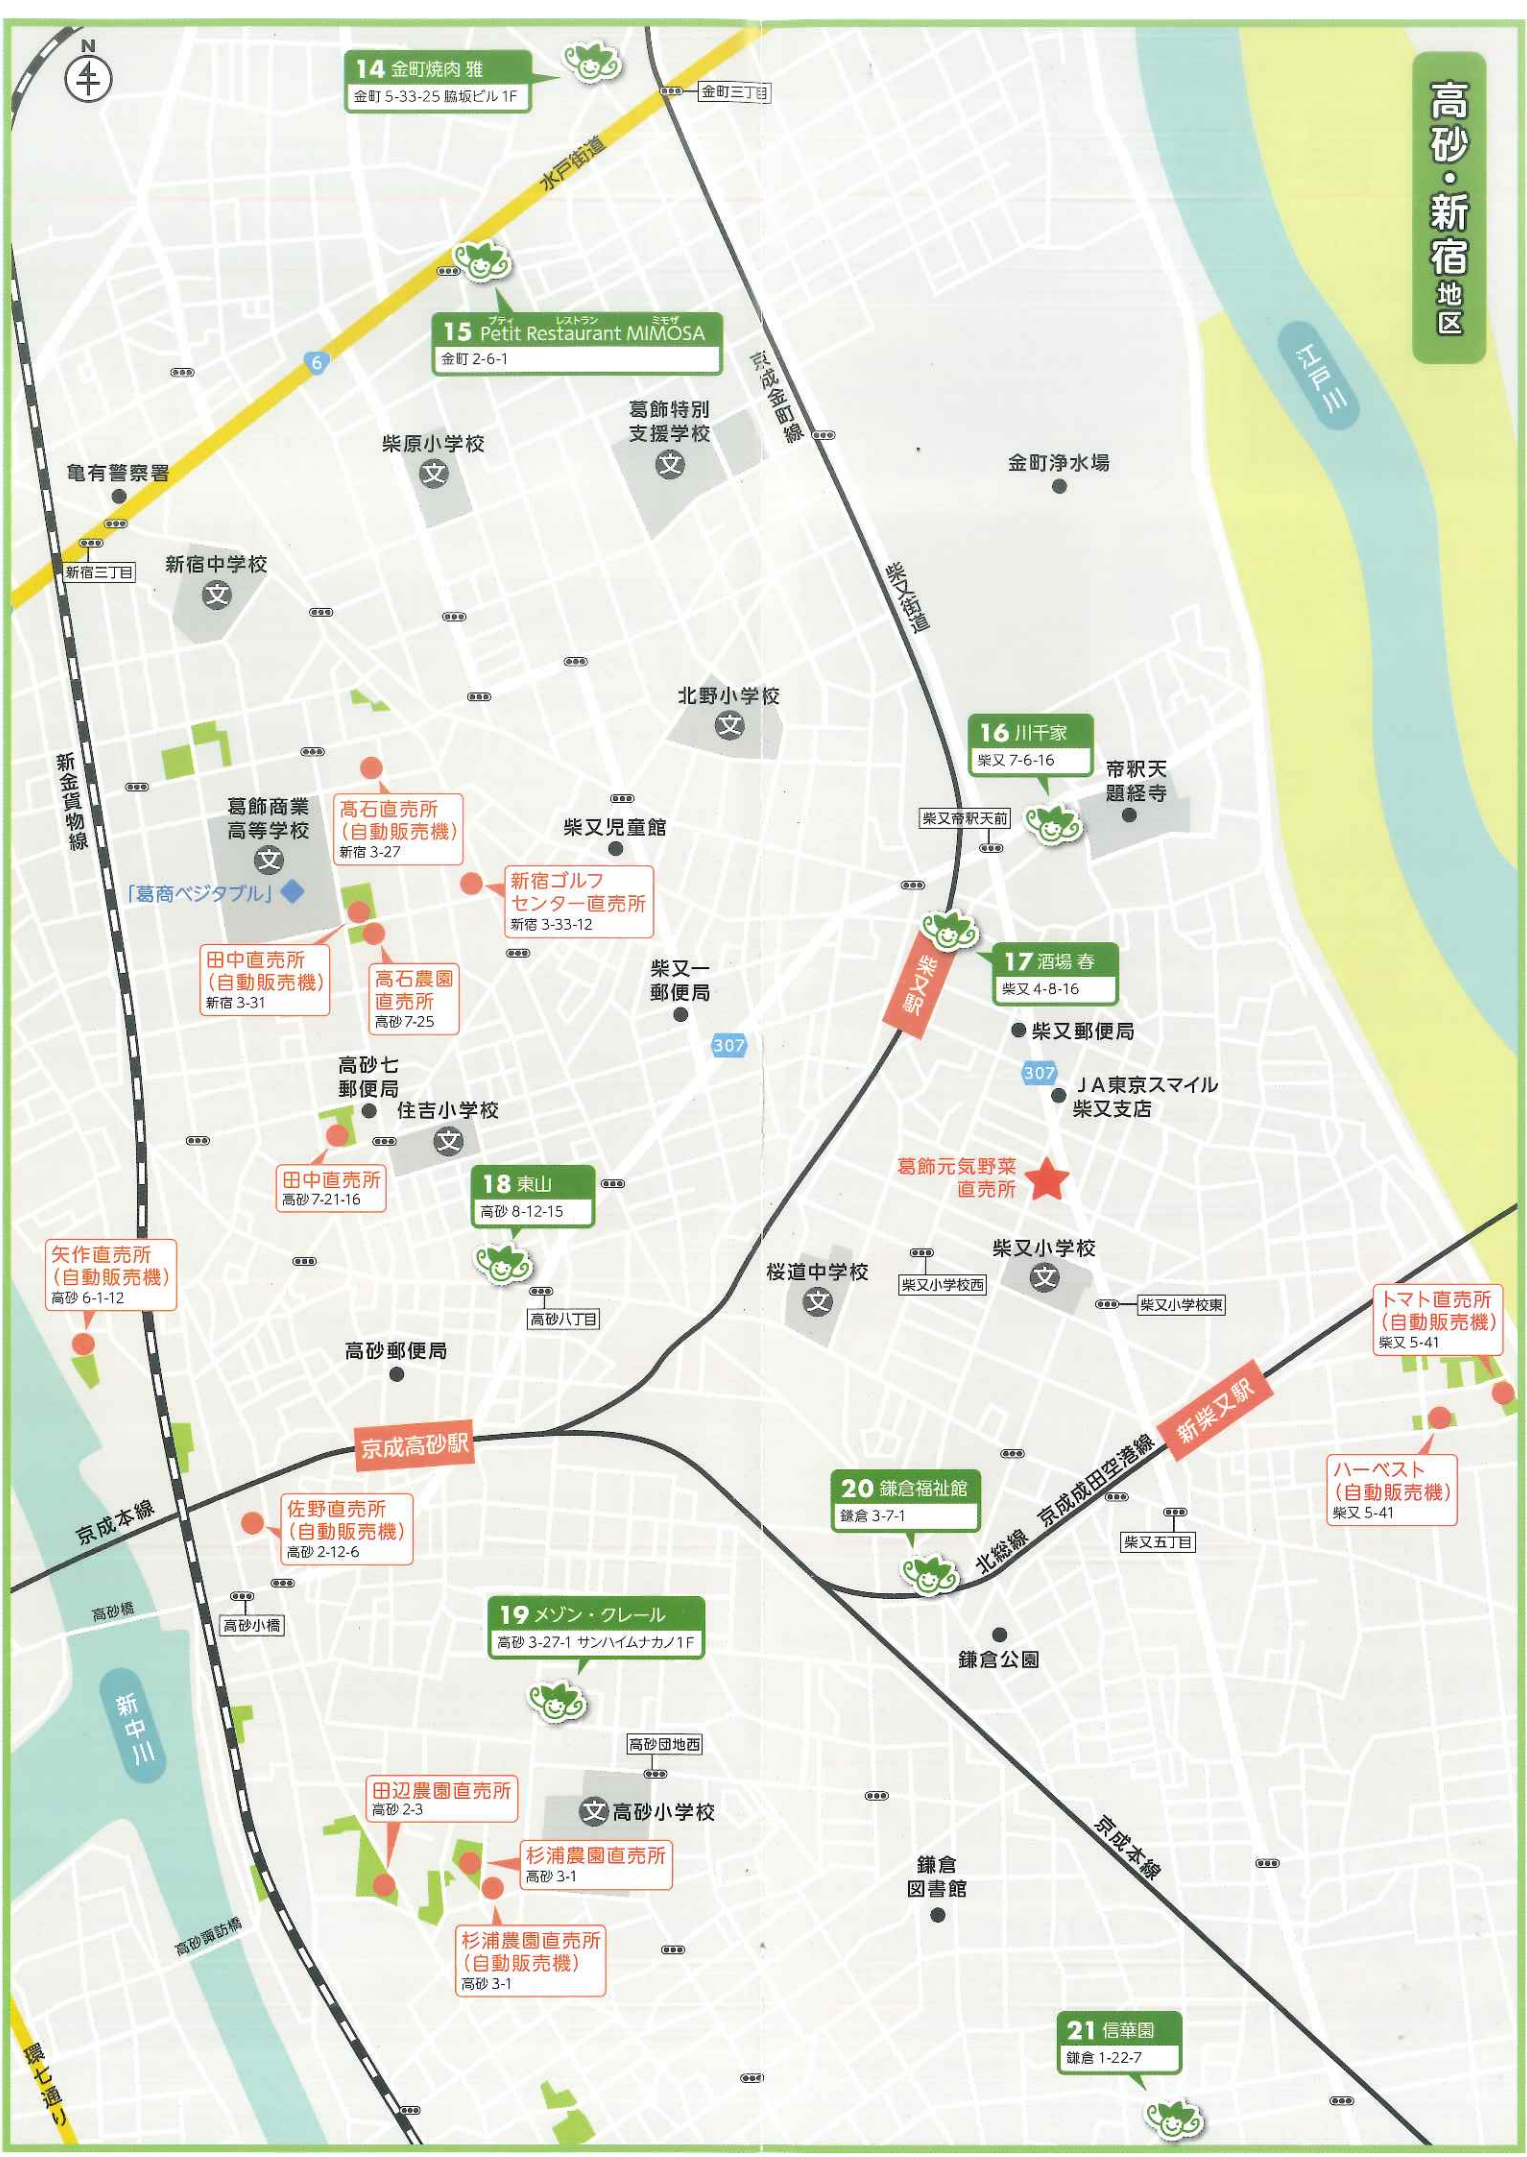 高砂・新宿地区
N
14 金町焼肉 雅
金町 5-33-25 脇坂ビル 1F
金町三丁目
水戸街道
プティ レストラン ミモザ
15 Petit Restaurant MIMOSA
金町 2-6-1
6
京成金町線
江戸川
葛飾特別
支援学校
文
柴原小学校
文
亀有警察署
金町浄水場
新宿三丁目
新宿中学校
文
柴又街道
北野小学校
文
16 川千家
柴又 7-6-16
帝釈天
題経寺
新金貨物線
葛飾商業
高等学校
文
髙石直売所
(自動販売機)
新宿 3-27
柴又児童館
柴又帝釈天前
「葛商ベジタブル」
新宿ゴルフ
センター直売所
新宿 3-33-12
田中直売所
(自動販売機)
新宿 3-31
高石農園
直売所
高砂 7-25
柴又一
郵便局
柴又駅
17 酒場 春
柴又 4-8-16
柴又郵便局
307
307
JA東京スマイル
柴又支店
高砂七
郵便局
住吉小学校
文
田中直売所
高砂 7-21-16
18 東山
高砂 8-12-15
葛飾元気野菜
直売所
矢作直売所
(自動販売機)
高砂 6-1-12
高砂八丁目
桜道中学校
文
柴又小学校西
柴又小学校
文
柴又小学校東
トマト直売所
(自動販売機)
柴又 5-41
高砂郵便局
京成高砂駅
新柴又駅
ハーベスト
(自動販売機)
柴又 5-41
京成本線
佐野直売所
(自動販売機)
高砂 2-12-6
20 鎌倉福祉館
鎌倉 3-7-1
北総線 京成成田空港線
柴又五丁目
高砂橋
高砂小橋
19 メゾン・クレール
高砂 3-27-1 サンハイムナカノ1F
鎌倉公園
新中川
高砂団地西
田辺農園直売所
高砂 2-3
文
高砂小学校
京成本線
杉浦農園直売所
高砂 3-1
鎌倉
図書館
高砂諏訪橋
杉浦農園直売所
(自動販売機)
高砂 3-1
環七通り
21 信華園
鎌倉 1-22-7